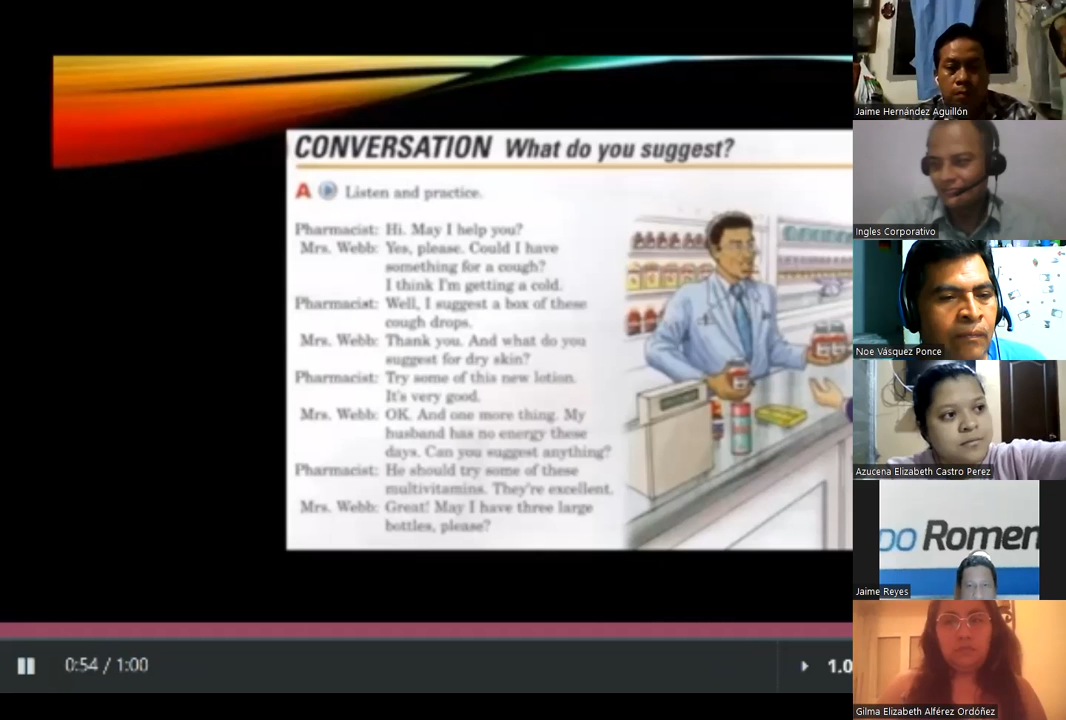 CONVERSATION What do you suggest?
A Listen and practice.
Pharmacist: Hi. May I help you?
Mrs. Webb: Yes, please. Could I have
something for a cough?
I think I'm getting a cold.
Pharmacist: Well, I suggest a box of these
cough drops.
Mrs. Webb: Thank you. And what do you
suggest for dry skin?
Pharmacist: Try some of this new lotion.
It's very good.
Mrs. Webb: OK. And one more thing. My
husband has no energy these
days. Can you suggest anything?
Pharmacist: He should try some of these
multivitamins. They're excellent.
Mrs. Webb: Great! May I have three large
bottles, please?
0:54 / 1:00
1.0
Jaime Hernández Aguillón
Ingles Corporativo
Noe Vásquez Ponce
Azucena Elizabeth Castro Perez
oo Romen
Jaime Reyes
Gilma Elizabeth Alférez Ordóñez